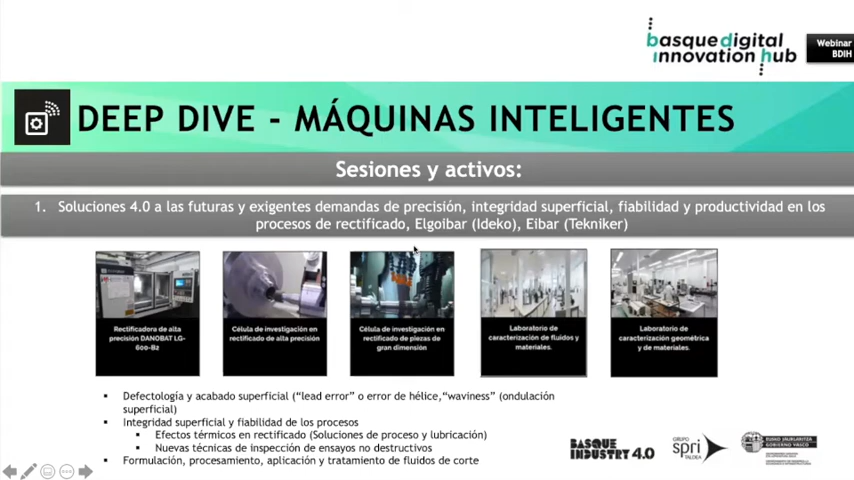 basque digital
innovation hub
Webinar
BDIH
DEEP DIVE - MÁQUINAS INTELIGENTES
Sesiones y activos:
1. Soluciones 4.0 a las futuras y exigentes demandas de precisión, integridad superficial, fiabilidad y productividad en los
procesos de rectificado, Elgoibar (Ideko), Eibar (Tekniker)
Rectificadora de alta
precisión DANOBAT LG-
600-B2
Célula de investigación en
rectificado de alta precisión
Célula de investigación en
rectificado de piezas de
gran dimensión
Laboratorio de
caracterización de fluidos y
materiales.
Laboratorio de
caracterización geométrica
y de materiales.
▪ Defectología y acabado superficial ("lead error" o error de hélice,"waviness" (ondulación
superficial)
▪ Integridad superficial y fiabilidad de los procesos
▪ Efectos térmicos en rectificado (Soluciones de proceso y lubricación)
▪ Nuevas técnicas de inspección de ensayos no destructivos
▪ Formulación, procesamiento, aplicación y tratamiento de fluidos de corte
BASQUE
INDUSTRY 4.0
GRUPO
spri
TALDEA
EUSKO JAURLARITZA
GOBIERNO VASCO